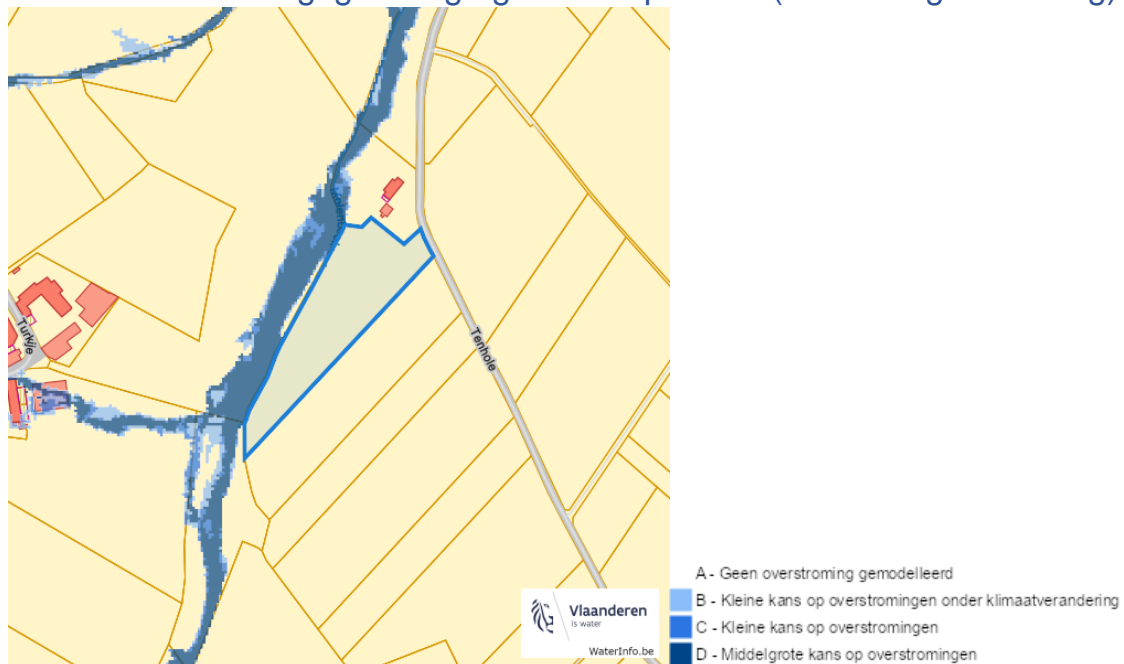 Turkije
Tenhole
Vlaanderen
is water
WaterInfo.be
A - Geen overstroming gemodelleerd
B - Kleine kans op overstromingen onder klimaatverandering
C - Kleine kans op overstromingen
D - Middelgrote kans op overstromingen